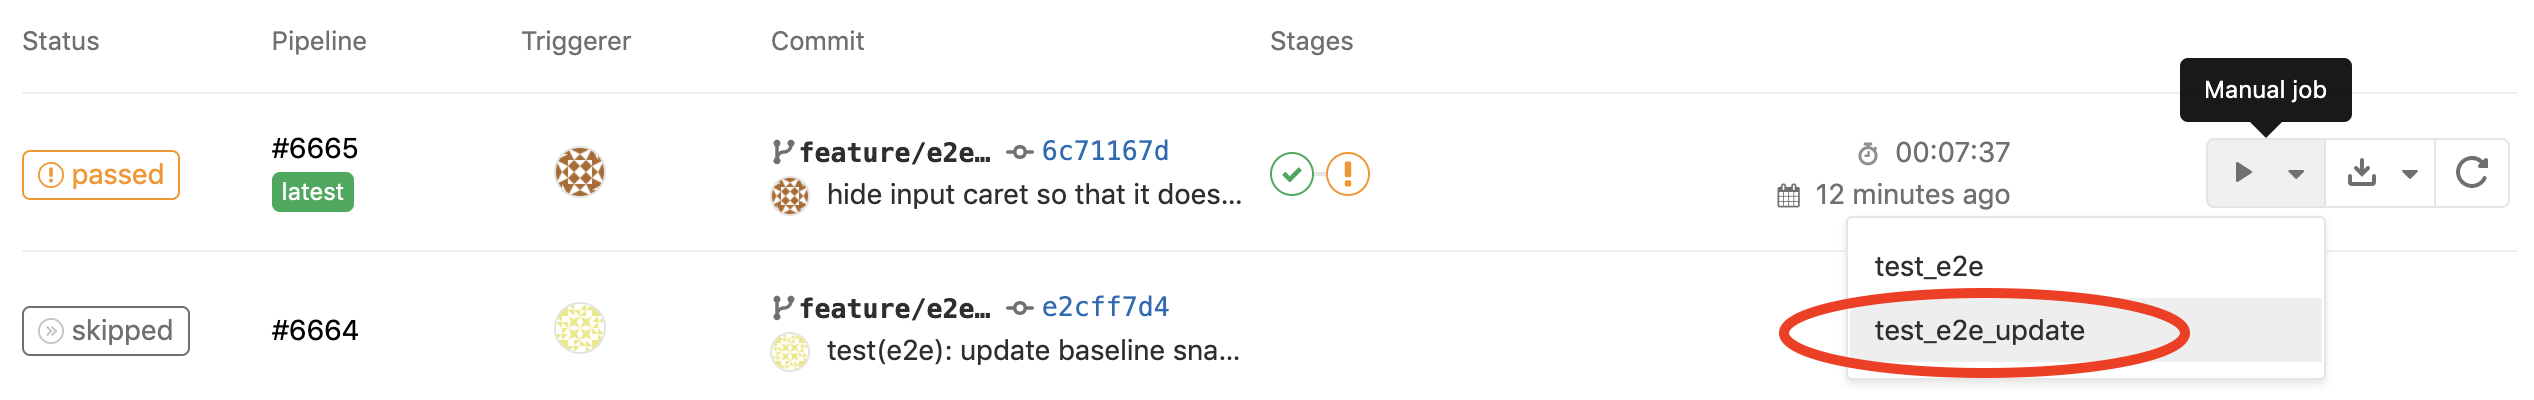 Status Pipeline Triggerer Commit Stages
Manual job
passed #6665 feature/e2e… 6c71167d 00:07:37
latest hide input caret so that it does... 12 minutes ago
test_e2e
skipped #6664 feature/e2e… e2cff7d4
test(e2e): update baseline sna... test_e2e_update